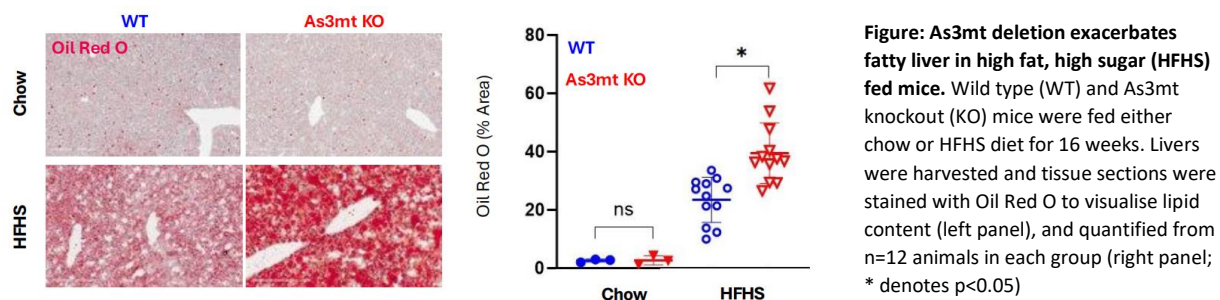 WT
As3mt KO
Oil Red O
Chow
HFHS
80
60
40
20
0
Oil Red O (% Area)
WT
As3mt KO
ns
*
Chow
HFHS
Figure: As3mt deletion exacerbates
fatty liver in high fat, high sugar (HFHS)
fed mice. Wild type (WT) and As3mt
knockout (KO) mice were fed either
chow or HFHS diet for 16 weeks. Livers
were harvested and tissue sections were
stained with Oil Red O to visualise lipid
content (left panel), and quantified from
n=12 animals in each group (right panel;
* denotes p<0.05)